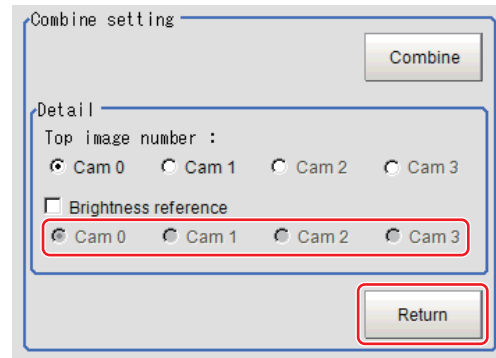 Combine setting
Combine
Detail
Top image number :
Cam 0 Cam 1 Cam 2 Cam 3
Brightness reference
Cam 0 Cam 1 Cam 2 Cam 3
Return